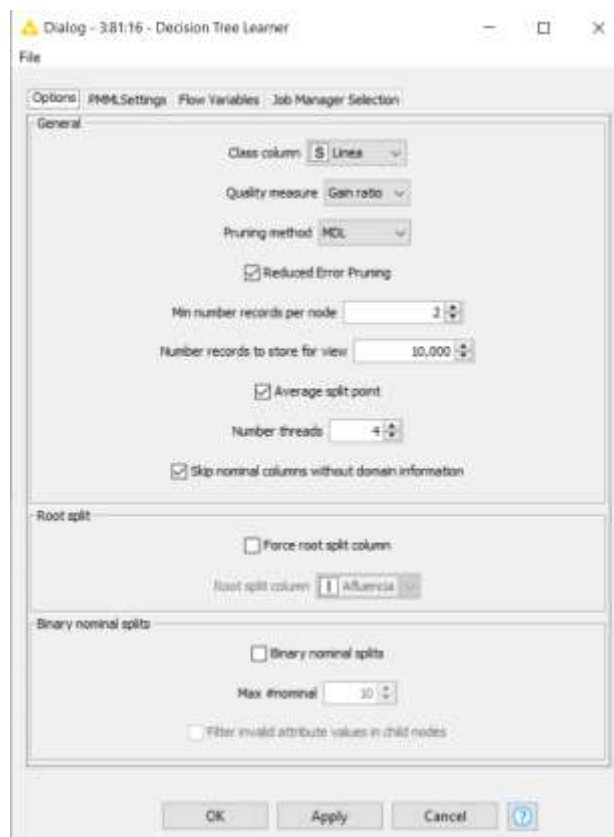 Dialog - 3:81:16 - Decision Tree Learner
File
Options PMMLSettings Flow Variables Job Manager Selection
General
Class column S Linea
Quality measure Gain ratio
Pruning method MDL
Reduced Error Pruning
Min number records per node 2
Number records to store for view 10,000
Average split point
Number threads 4
Skip nominal columns without domain information
Root split
Force root split column
Root split column I Afluencia
Binary nominal splits
Binary nominal splits
Max #nominal 10
Filter invalid attribute values in child nodes
OK Apply Cancel ?